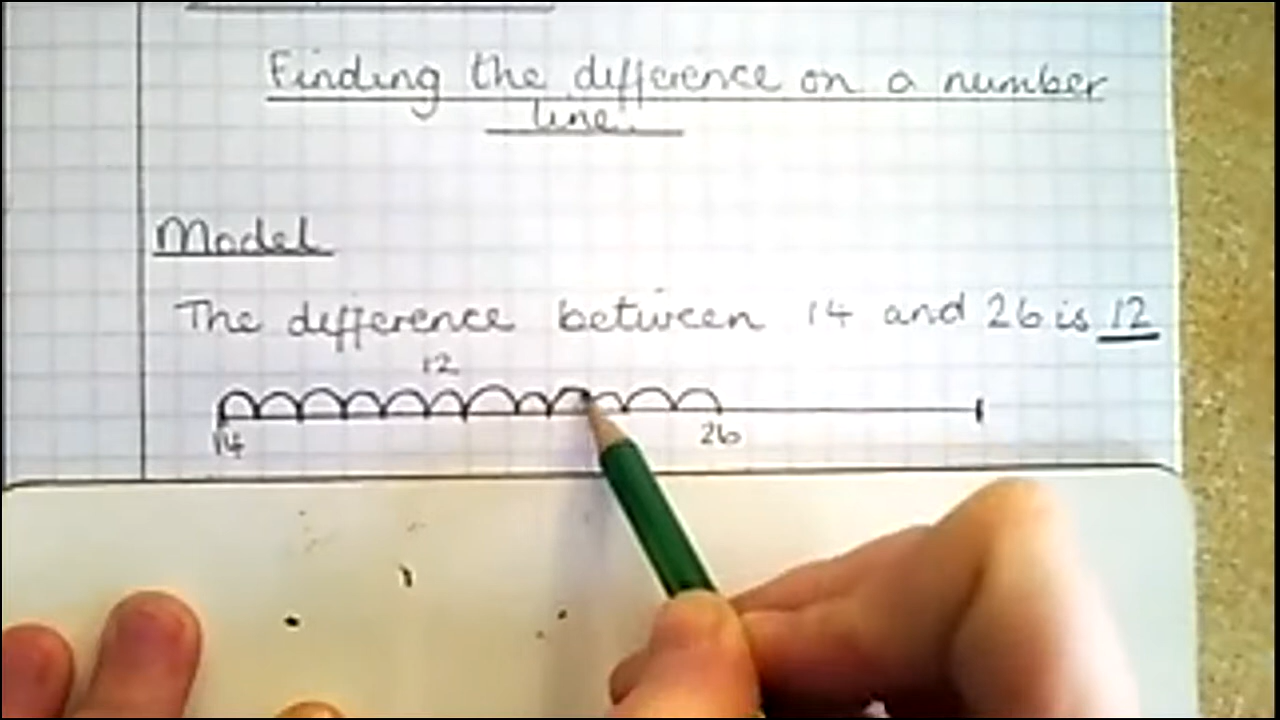 Finding the difference on a number
line.
Model
The difference between 14 and 26 is 12
12
14 26